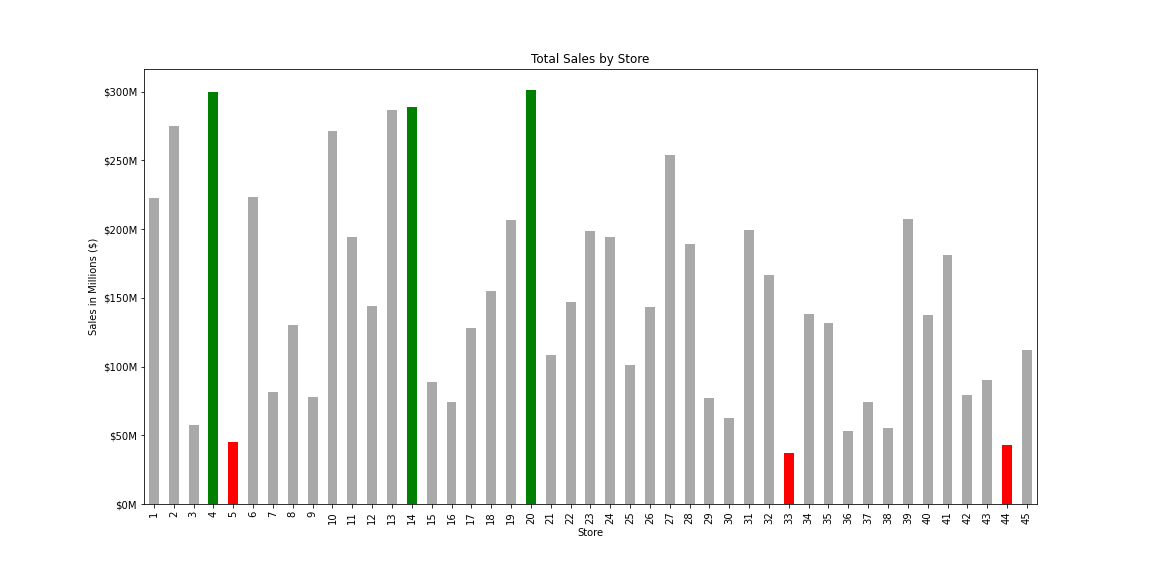 Total Sales by Store
Sales in Millions ($)
$300M
$250M
$200M
$150M
$100M
$50M
$0M
1 2 3 4 5 6 7 8 9 10 11 12 13 14 15 16 17 18 19 20 21 22 23 24 25 26 27 28 29 30 31 32 33 34 35 36 37 38 39 40 41 42 43 44 45
Store